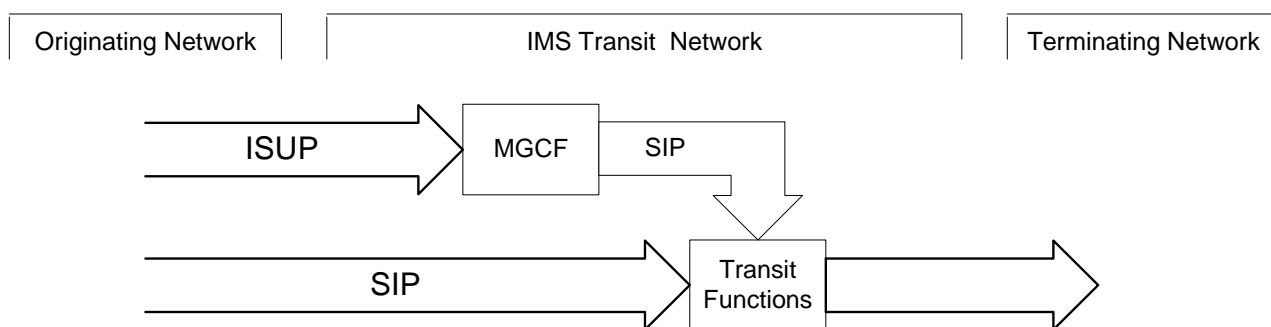 Originating Network
IMS Transit Network
Terminating Network
ISUP
MGCF
SIP
SIP
Transit
Functions